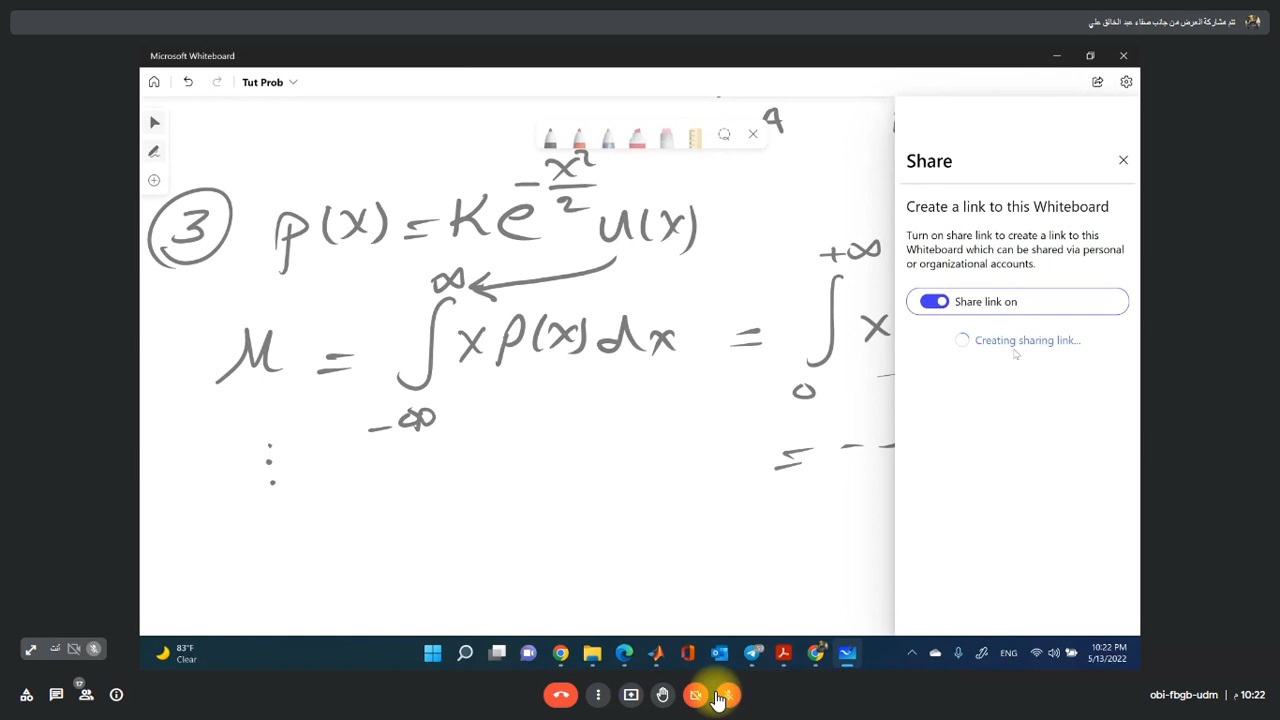 تتم مشاركة العرض من جانب صفاء عبد الخالق علي
Microsoft Whiteboard
Tut Prob
4
③ p(x) = K e^{-x²/2} u(x)
M = ∫_{-∞}^{∞} x p(x) dx = ∫_{0}^{+∞} x
⋮
= - -
Share
Create a link to this Whiteboard
Turn on share link to create a link to this
Whiteboard which can be shared via personal
or organizational accounts.
Share link on
Creating sharing link...
أنت
83°F
Clear
ENG
10:22 PM
5/13/2022
17
obi-fbgb-udm
10:22 م